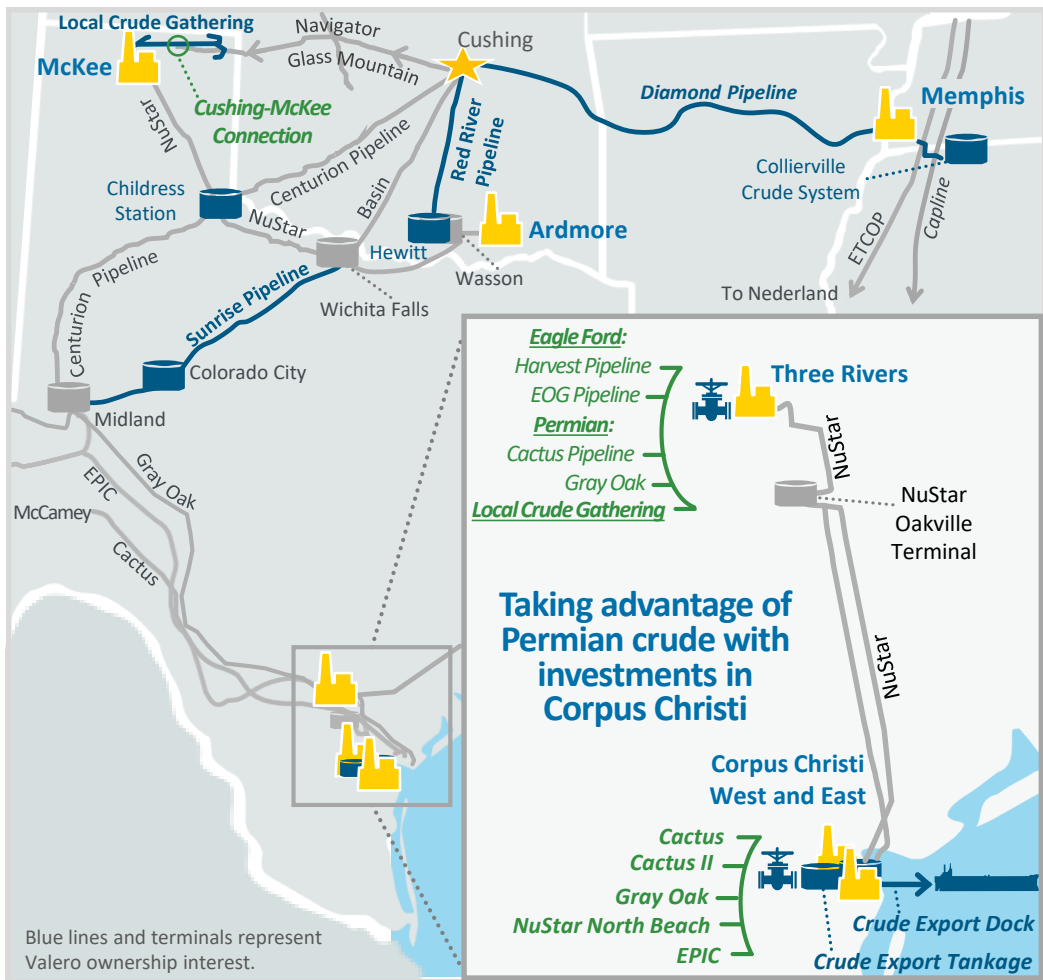 Local Crude Gathering
McKee
Navigator
Glass Mountain
Cushing
Cushing-McKee
Connection
NuStar
Diamond Pipeline
Memphis
Collierville
Crude System
Centurion Pipeline
Red River
Pipeline
Basin
Childress
Station
NuStar
Hewitt
Ardmore
Wasson
ETCOP
Capline
To Nederland
Centurion Pipeline
Sunrise Pipeline
Wichita Falls
Colorado City
Midland
Gray Oak
EPIC
McCamey
Cactus
Eagle Ford:
Harvest Pipeline
EOG Pipeline
Permian:
Cactus Pipeline
Gray Oak
Local Crude Gathering
Three Rivers
NuStar
NuStar
Oakville
Terminal
Taking advantage of
Permian crude with
investments in
Corpus Christi
NuStar
Corpus Christi
West and East
Cactus
Cactus II
Gray Oak
NuStar North Beach
EPIC
Crude Export Dock
Crude Export Tankage
Blue lines and terminals represent
Valero ownership interest.